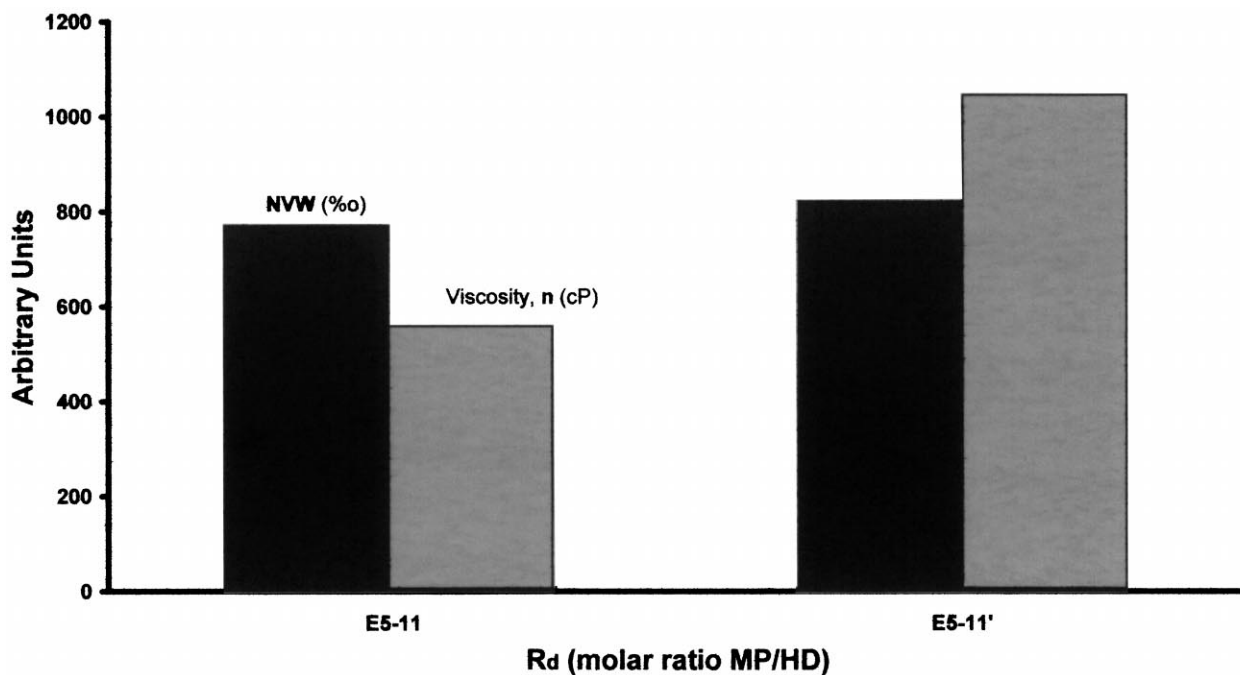 1200
1000
800
600
400
200
0
Arbitrary Units
NVW (%o)
Viscosity, n (cP)
E5-11
E5-11'
Rd (molar ratio MP/HD)